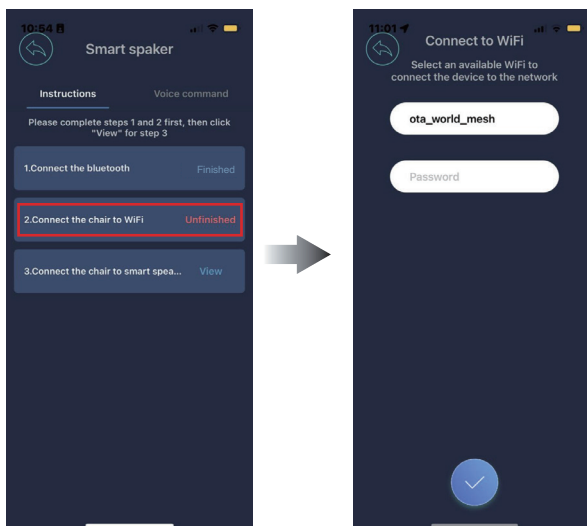 10:54
Smart spaker
Instructions
Voice command
Please complete steps 1 and 2 first, then click
"View" for step 3
1.Connect the bluetooth
Finished
2.Connect the chair to WiFi
Unfinished
3.Connect the chair to smart spea...
View
11:01
Connect to WiFi
Select an available WiFi to
connect the device to the network
ota_world_mesh
Password